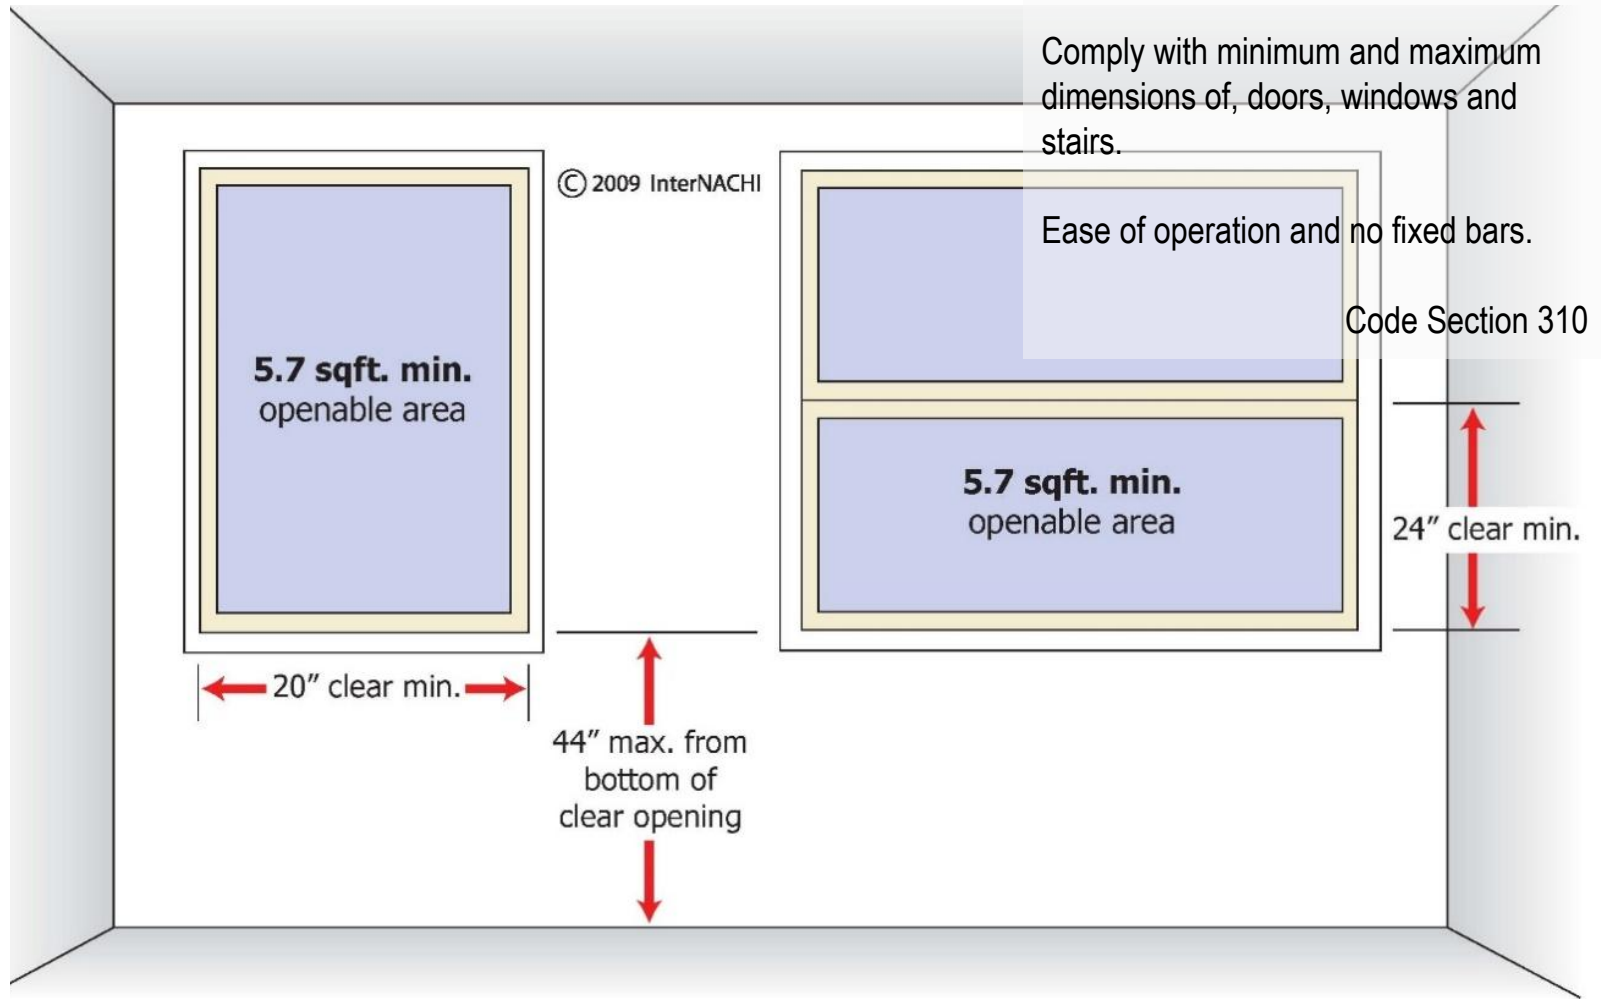 Comply with minimum and maximum
dimensions of, doors, windows and
stairs.
Ease of operation and no fixed bars.
Code Section 310
© 2009 InterNACHI
5.7 sqft. min.
openable area
5.7 sqft. min.
openable area
24" clear min.
20" clear min.
44" max. from
bottom of
clear opening